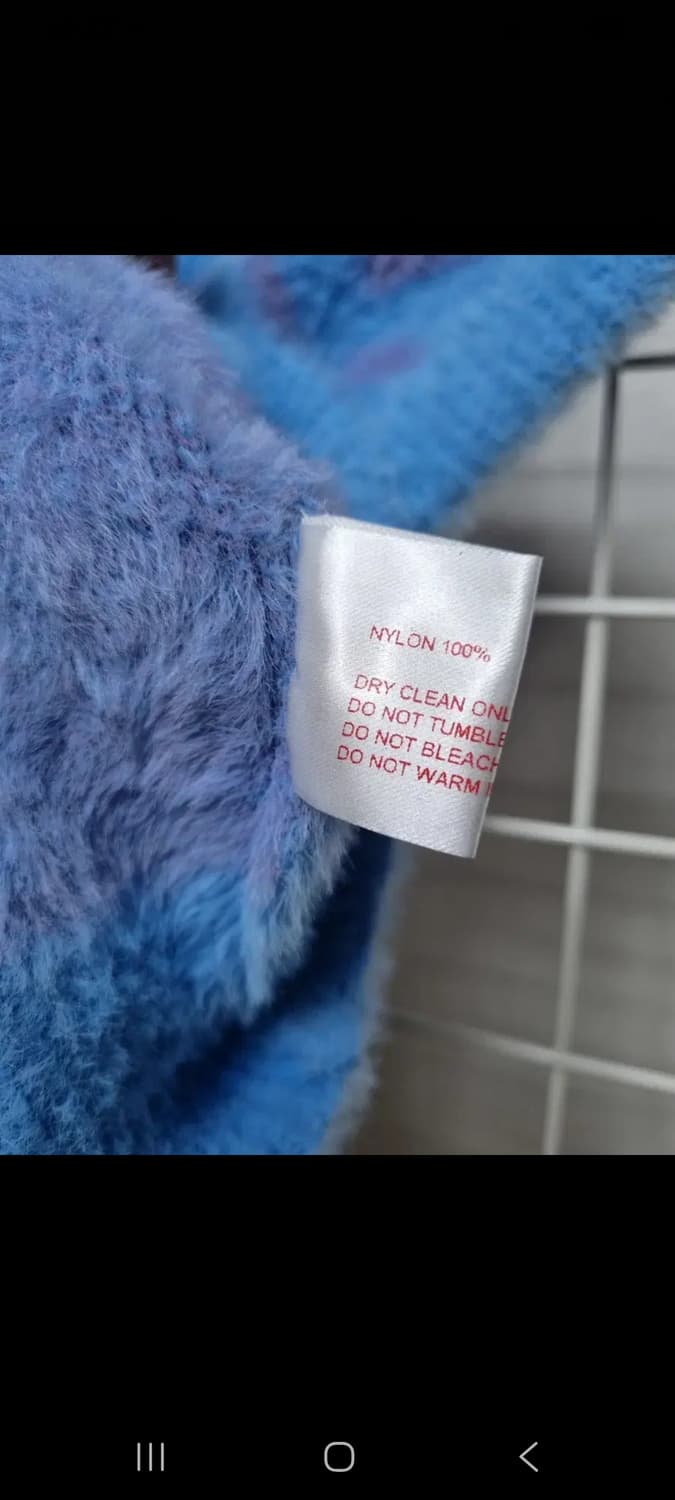 NYLON 100%
DRY CLEAN ONL
DO NOT TUMBLE
DO NOT BLEACH
DO NOT WARM